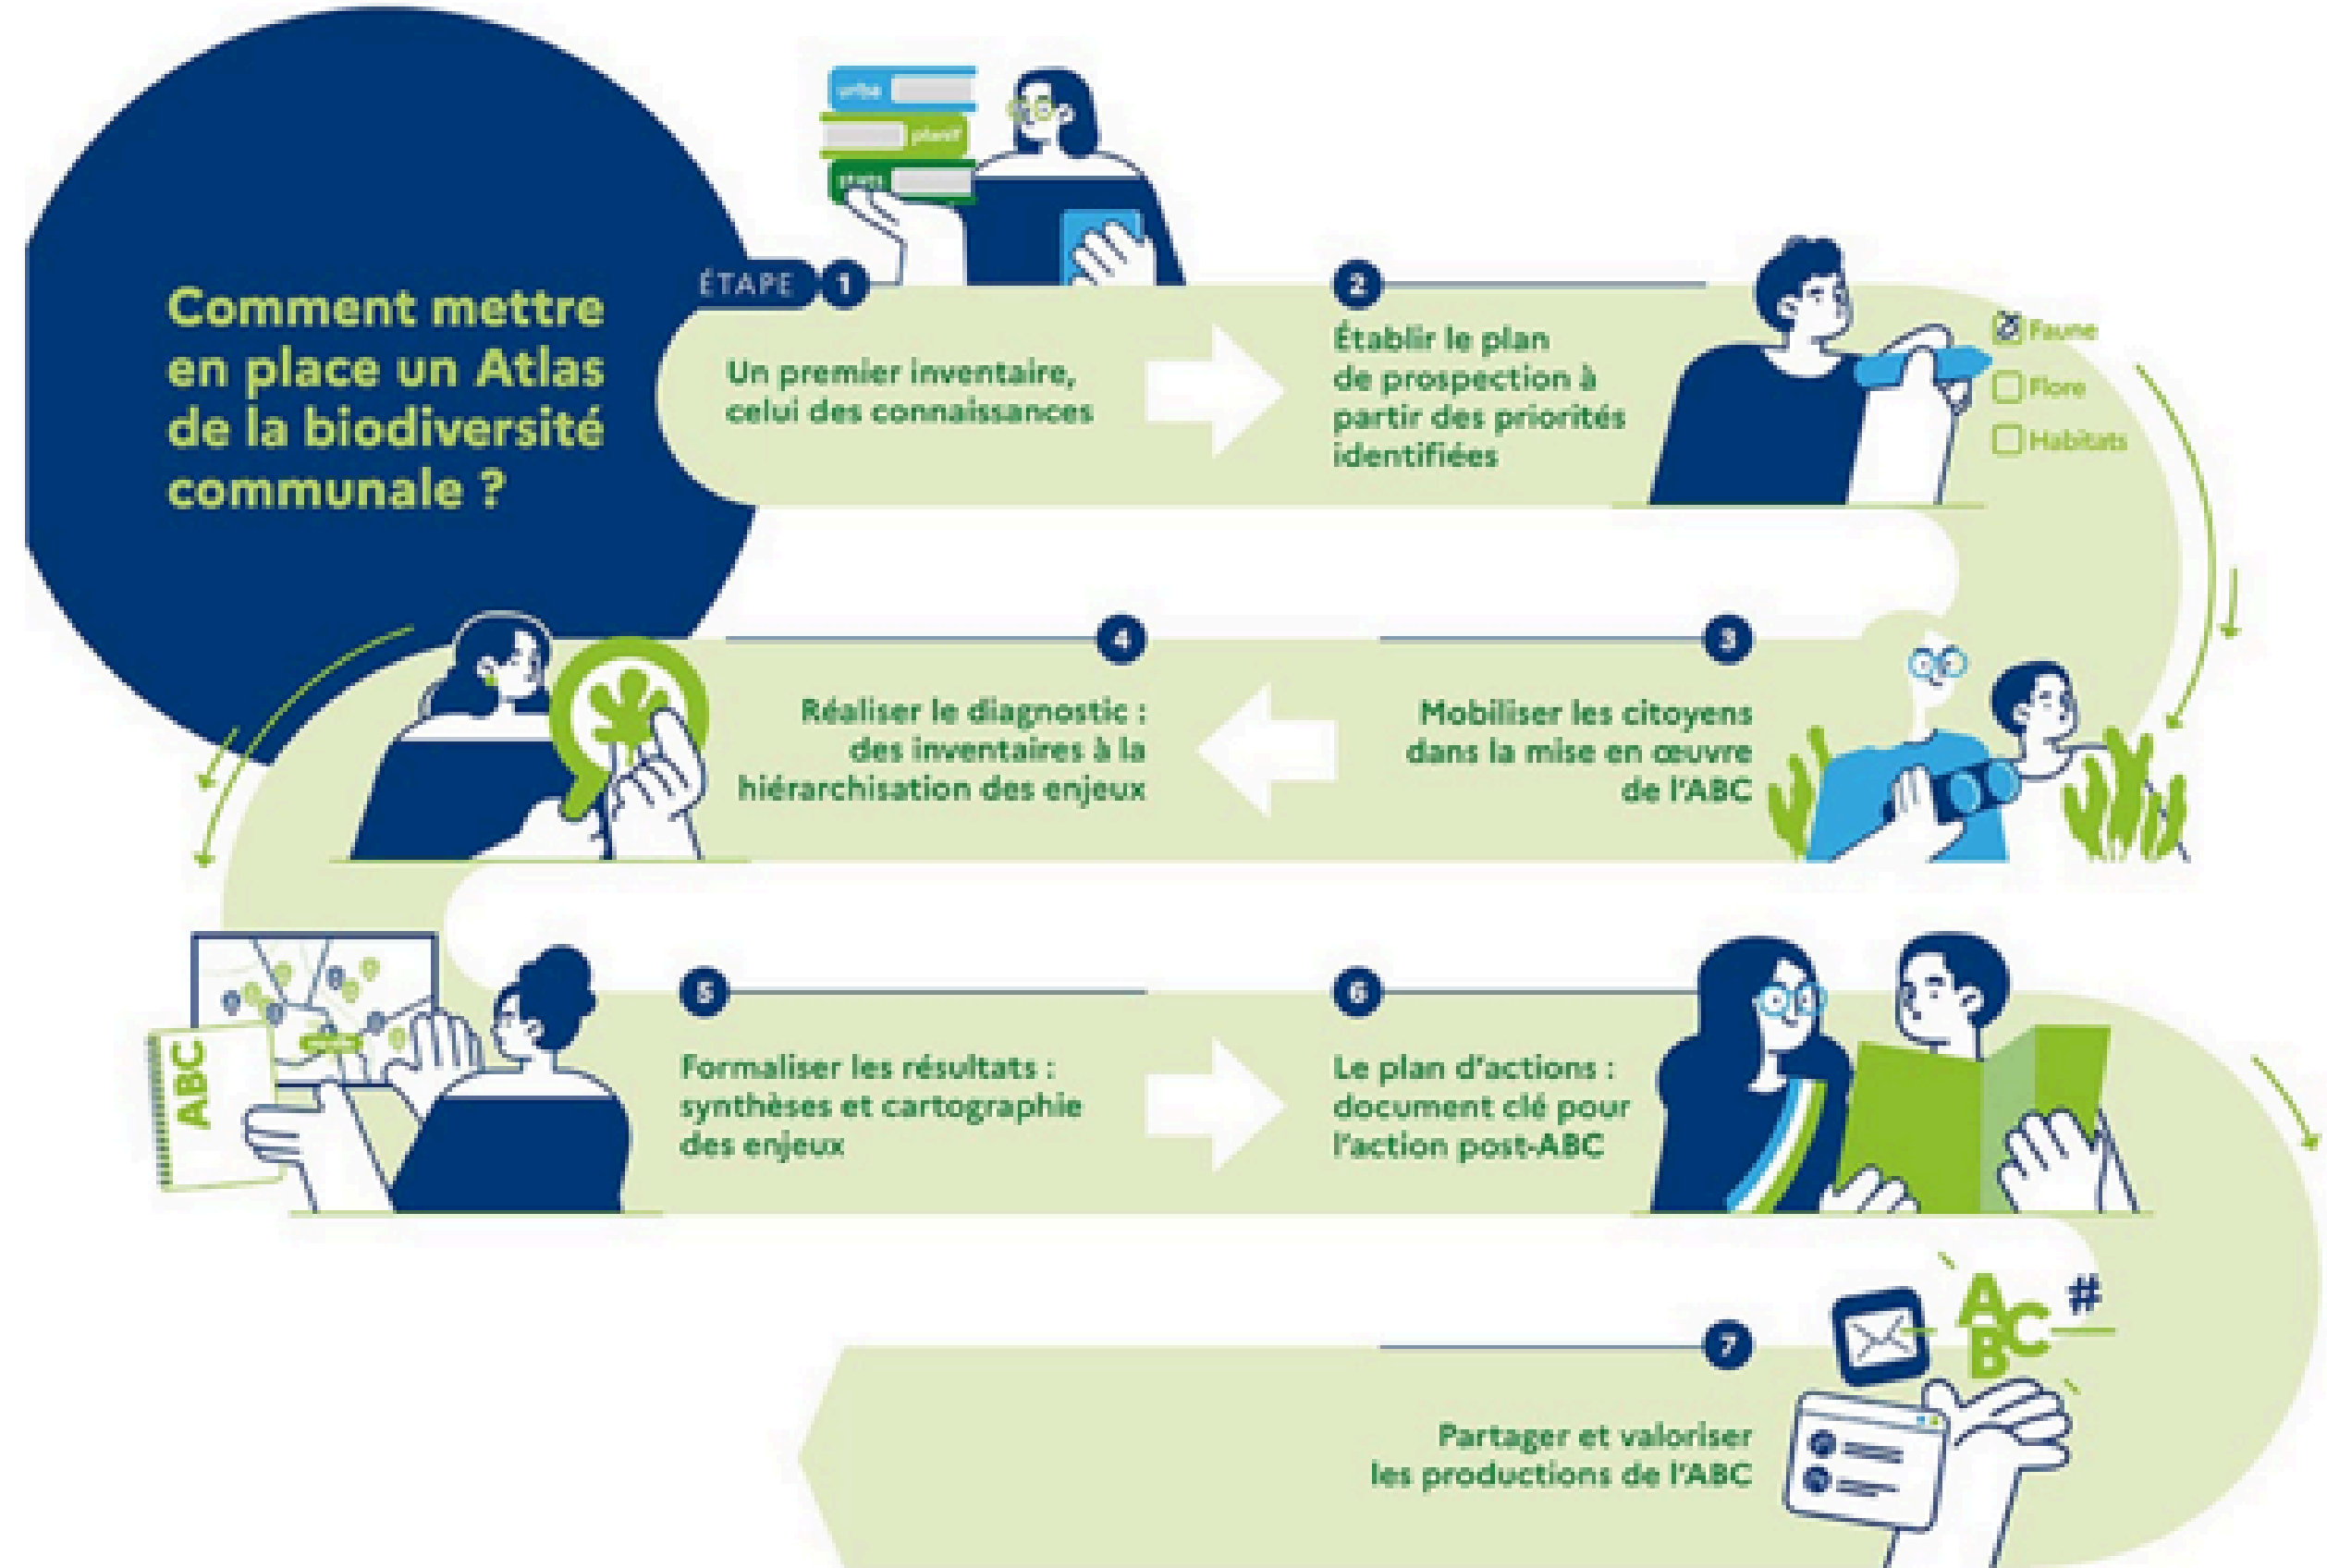 Comment mettre
en place un Atlas
de la biodiversité
communale ?
urba
planif
stats
ÉTAPE 1
Un premier inventaire,
celui des connaissances
2
Établir le plan
de prospection à
partir des priorités
identifiées
Faune
Flore
Habitats
3
Mobiliser les citoyens
dans la mise en œuvre
de l'ABC
4
Réaliser le diagnostic :
des inventaires à la
hiérarchisation des enjeux
ABC
5
Formaliser les résultats :
synthèses et cartographie
des enjeux
6
Le plan d'actions :
document clé pour
l'action post-ABC
7
Partager et valoriser
les productions de l'ABC
ABC
#